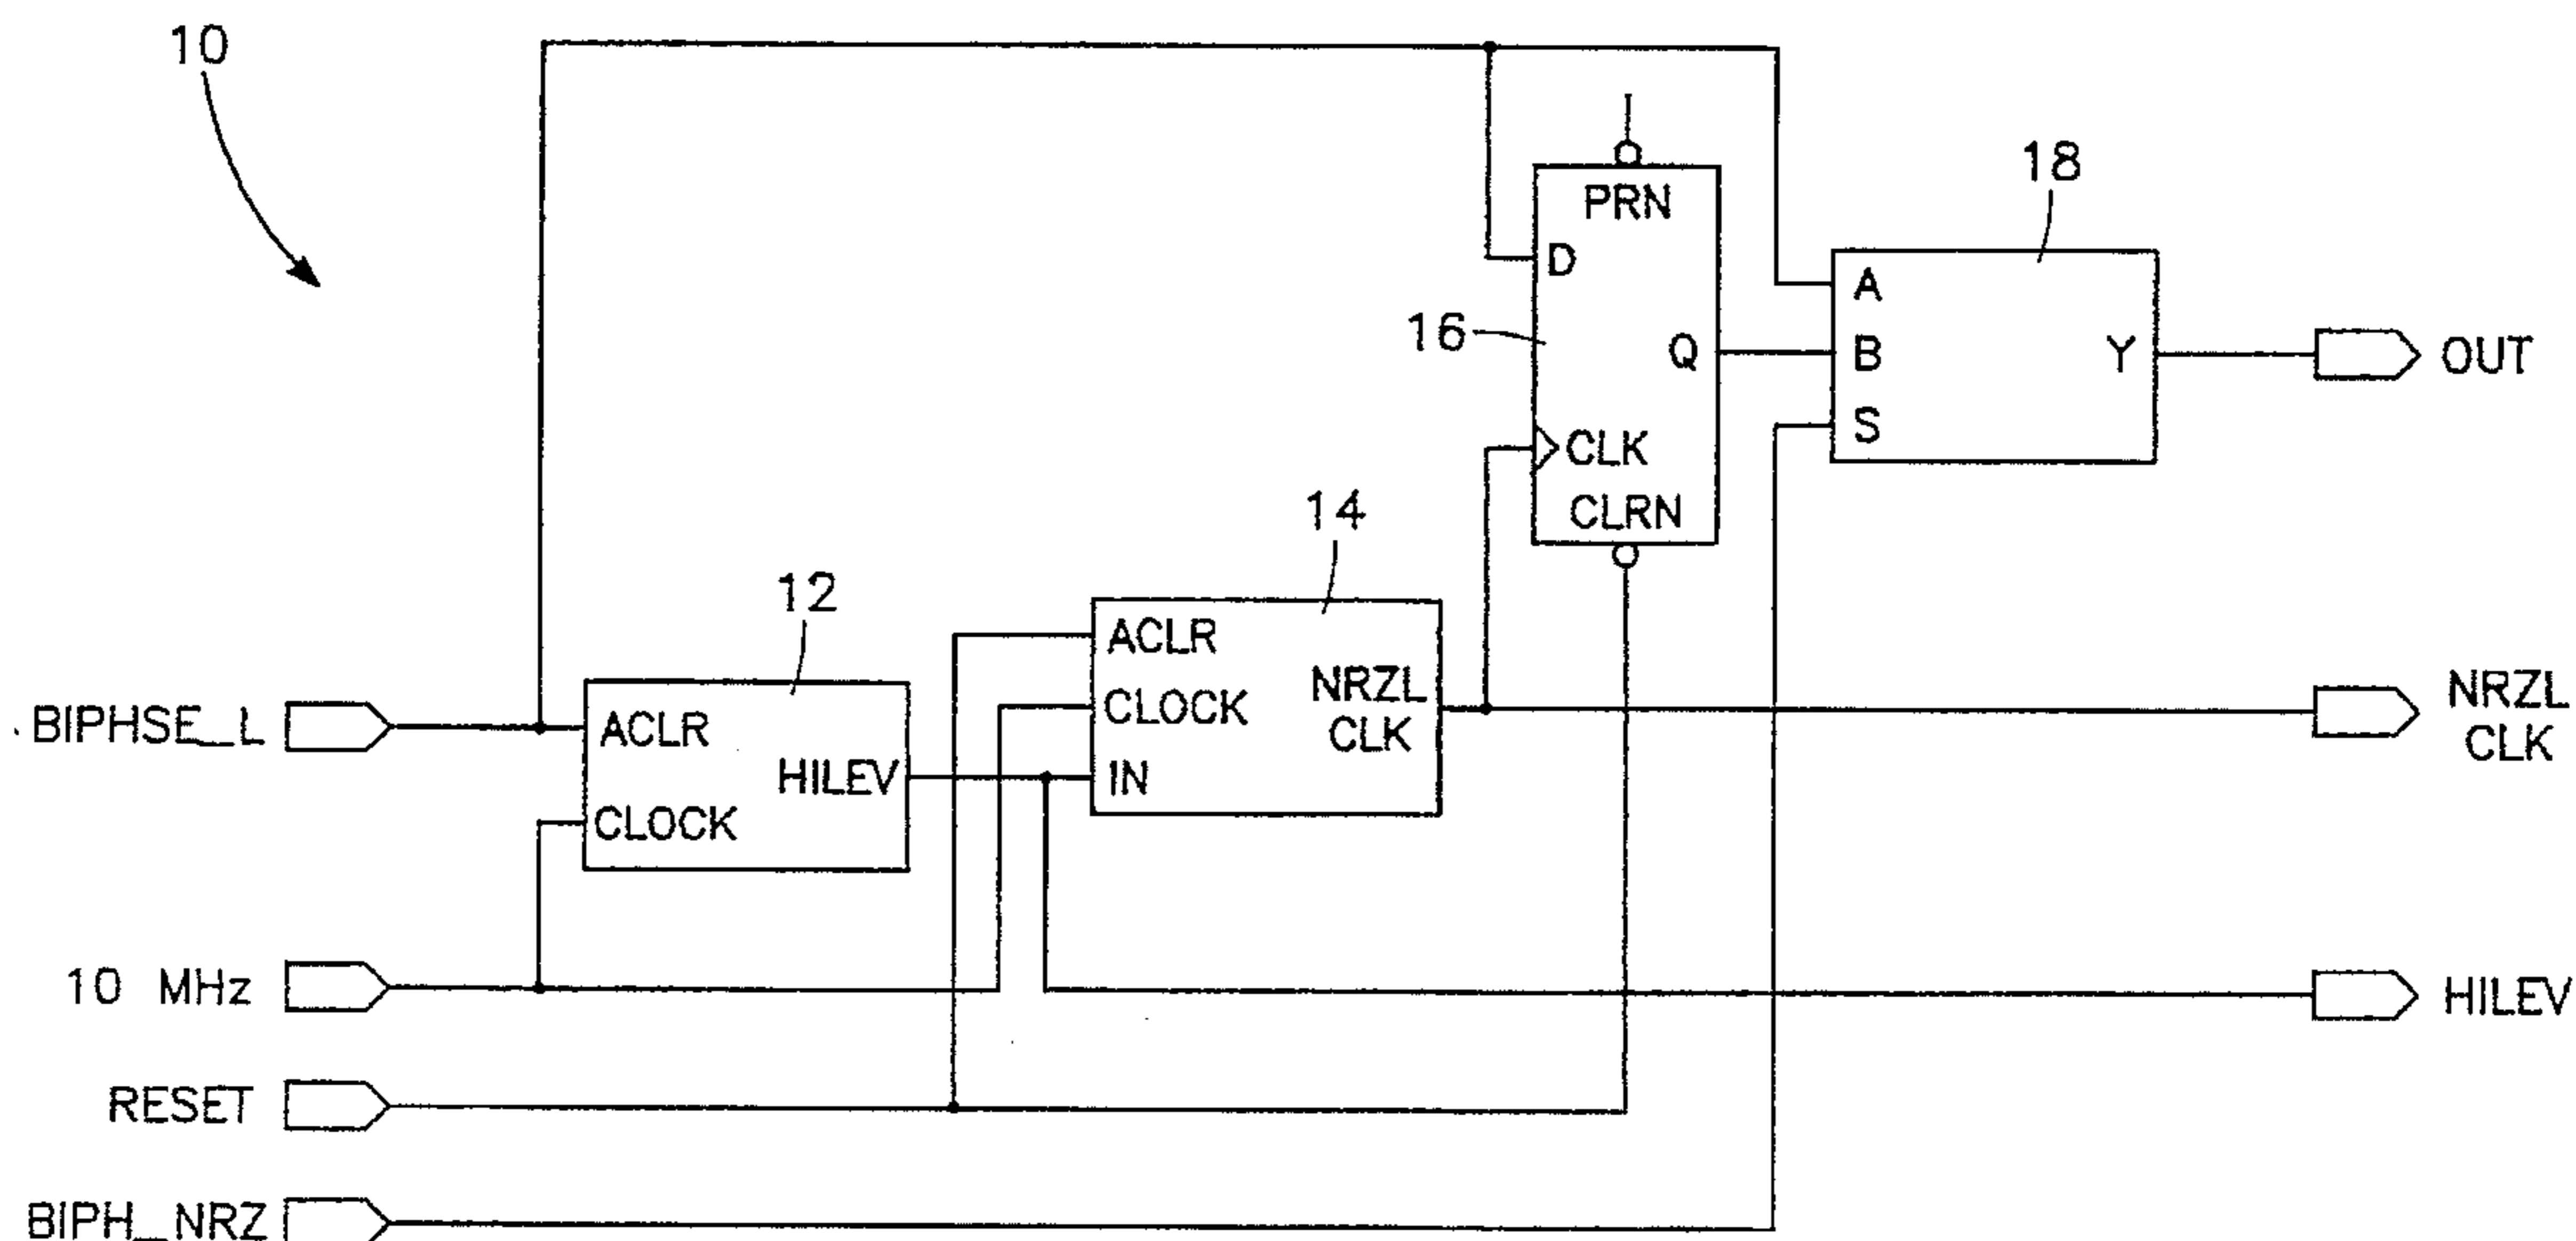 10
PRN
D
16
Q
CLK
CLRN
18
A
B
S
Y
OUT
12
ACLR
HILEV
CLOCK
14
ACLR
CLOCK
IN
NRZL
CLK
BIPHSE_L
10 MHz
RESET
BIPH_NRZ
NRZL
CLK
HILEV